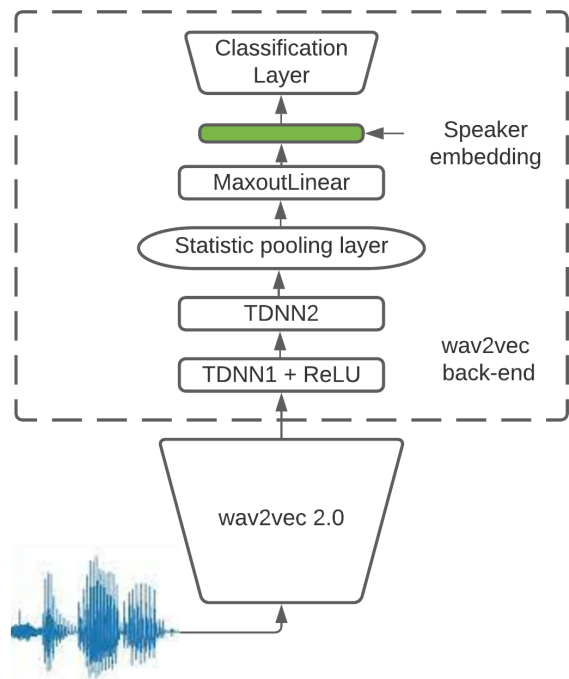 Classification
Layer
Speaker
embedding
MaxoutLinear
Statistic pooling layer
TDNN2
wav2vec
back-end
TDNN1 + ReLU
wav2vec 2.0